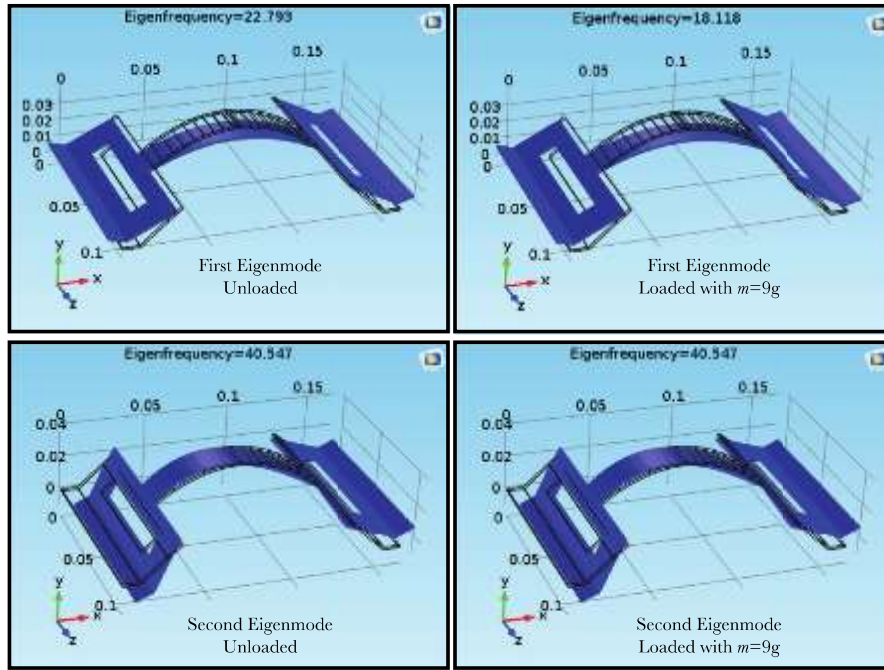 Eigenfrequency=22.793
0
0.05
0.1
0.15
0.03
0.02
0.01
0
0
0.05
0.1
y
x
z
First Eigenmode
Unloaded
Eigenfrequency=18.118
0
0.05
0.1
0.15
0.03
0.02
0.01
0
0
0.05
0.1
y
x
z
First Eigenmode
Loaded with m=9g
Eigenfrequency=40.547
0
0.05
0.1
0.15
0.04
0.02
0
0
0.05
0.1
y
x
z
Second Eigenmode
Unloaded
Eigenfrequency=40.547
0
0.05
0.1
0.15
0.04
0.02
0
0
0.05
0.1
y
x
z
Second Eigenmode
Loaded with m=9g